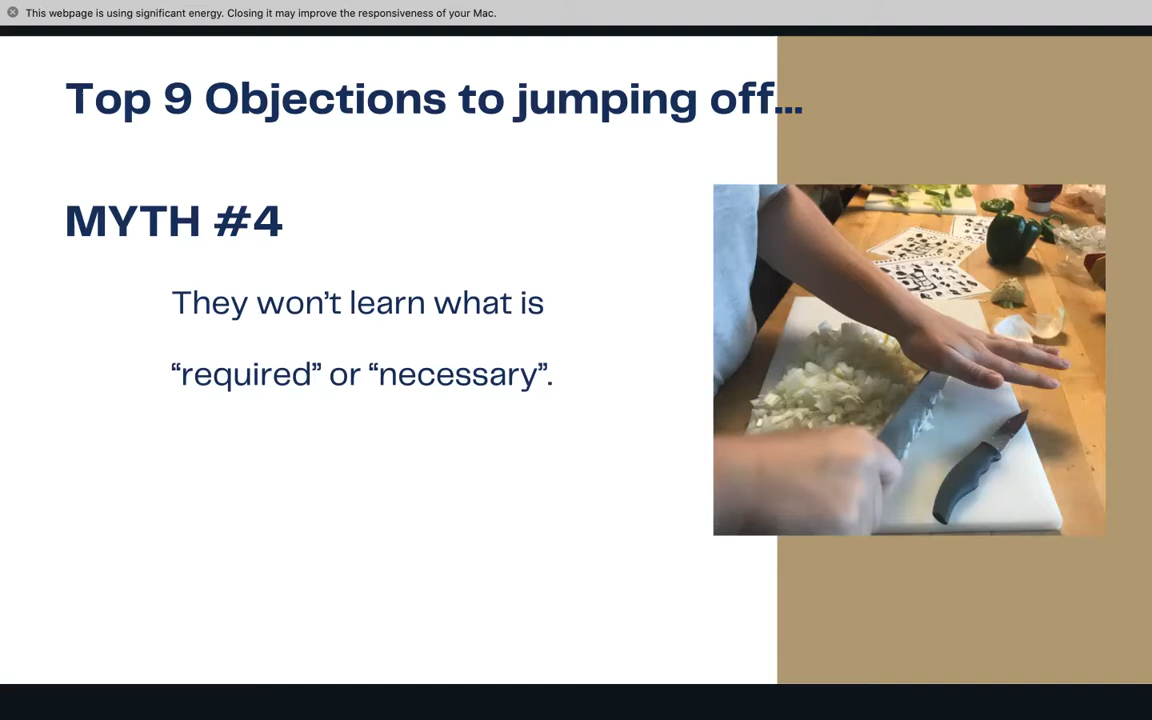 This webpage is using significant energy. Closing it may improve the responsiveness of your Mac.
Top 9 Objections to jumping off...
MYTH #4
They won’t learn what is
“required” or “necessary”.